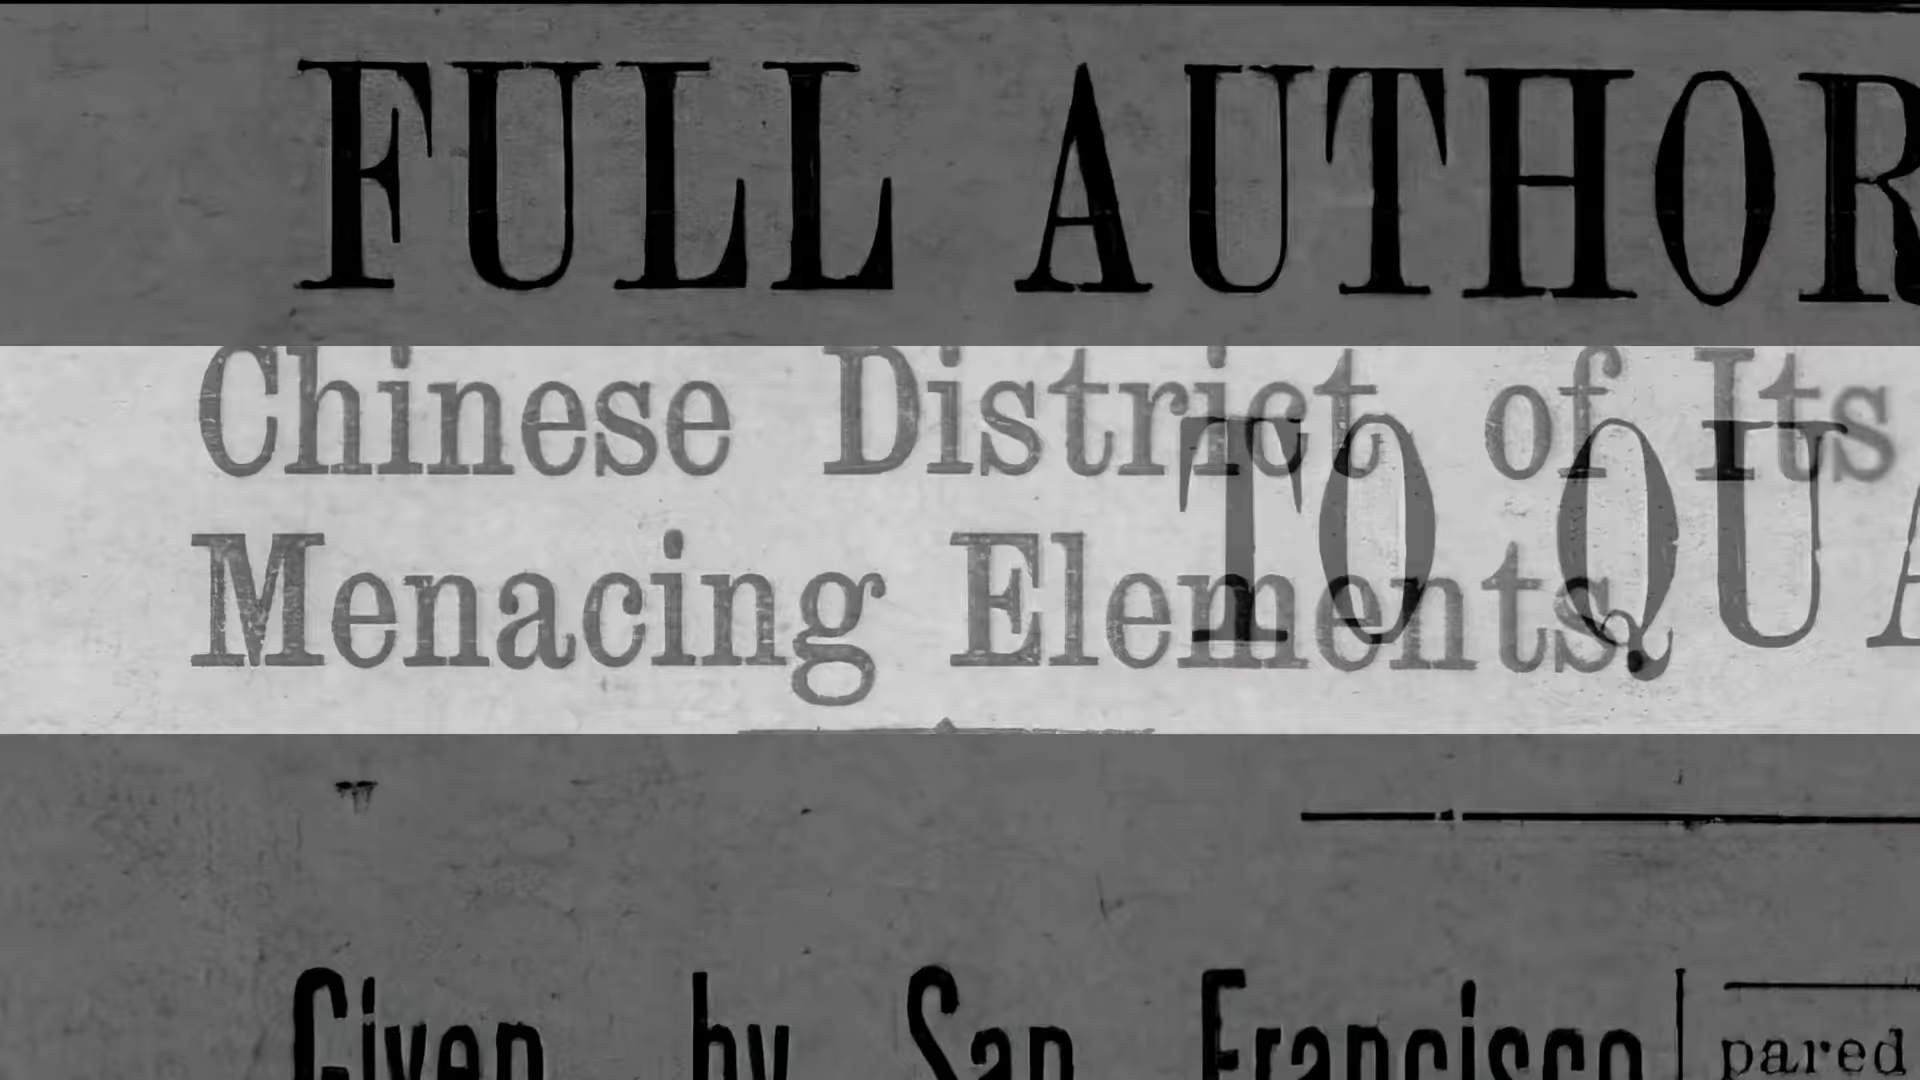 FULL AUTHOR
Chinese District of Its
TO QUA
Menacing Elements.
Given by San Francisco
pared